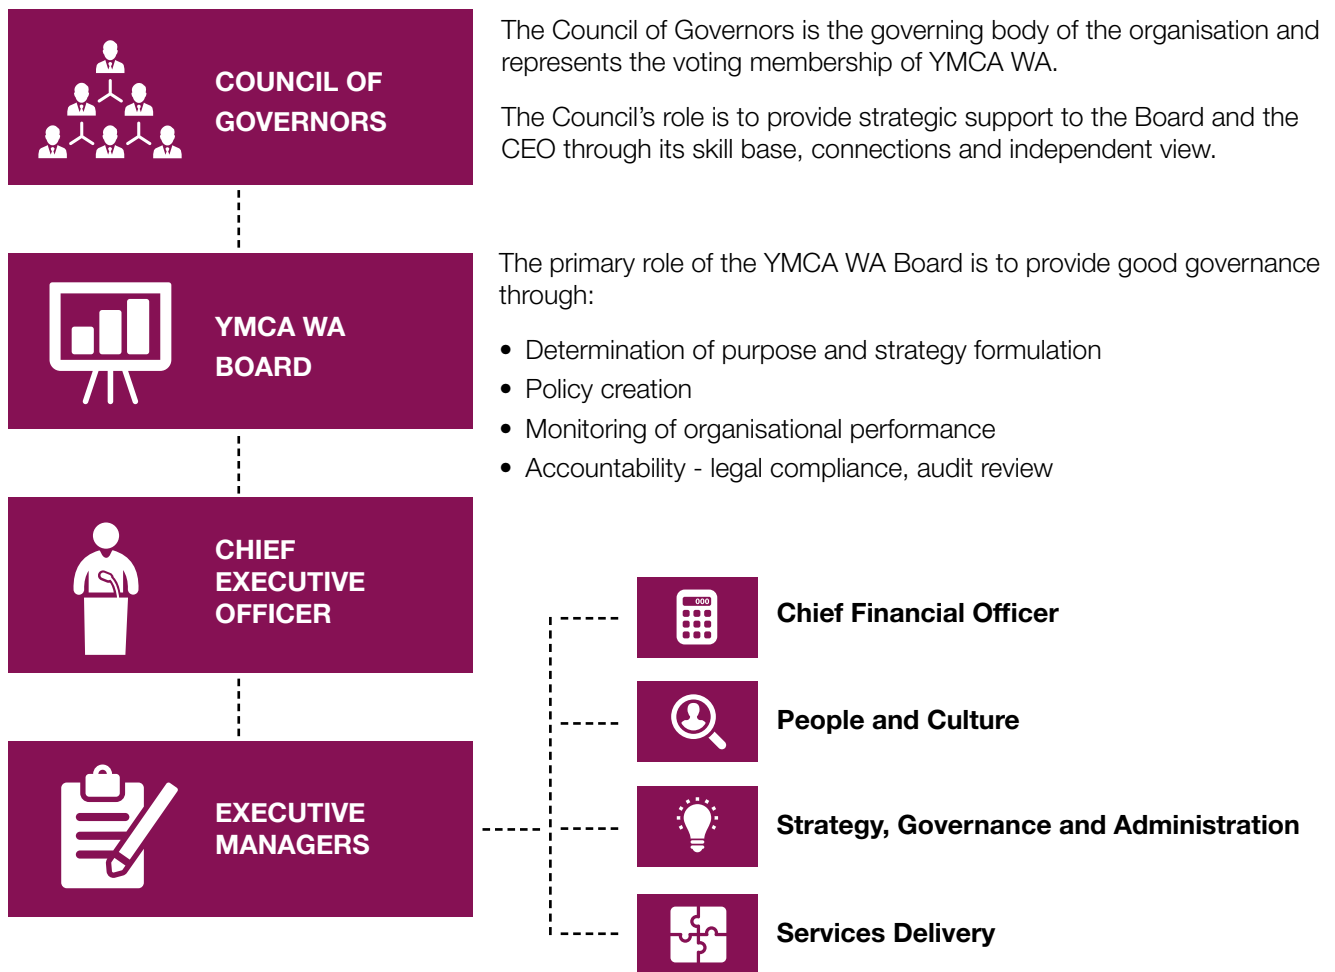 COUNCIL OF
GOVERNORS
The Council of Governors is the governing body of the organisation and
represents the voting membership of YMCA WA.
The Council’s role is to provide strategic support to the Board and the
CEO through its skill base, connections and independent view.
YMCA WA
BOARD
The primary role of the YMCA WA Board is to provide good governance
through:
• Determination of purpose and strategy formulation
• Policy creation
• Monitoring of organisational performance
• Accountability - legal compliance, audit review
CHIEF
EXECUTIVE
OFFICER
EXECUTIVE
MANAGERS
000
Chief Financial Officer
People and Culture
Strategy, Governance and Administration
Services Delivery